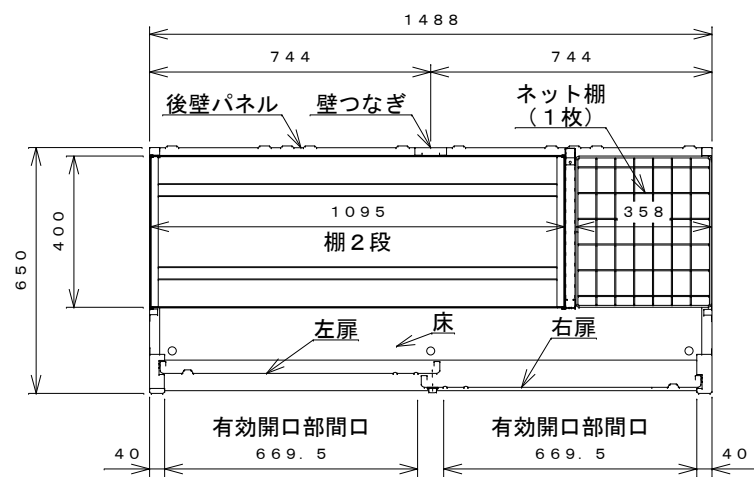 1488
744
744
後壁パネル
壁つなぎ
ネット棚
（1枚）
650
400
1095
358
棚2段
左扉
床
右扉
有効開口部間口
有効開口部間口
40
669.5
669.5
40